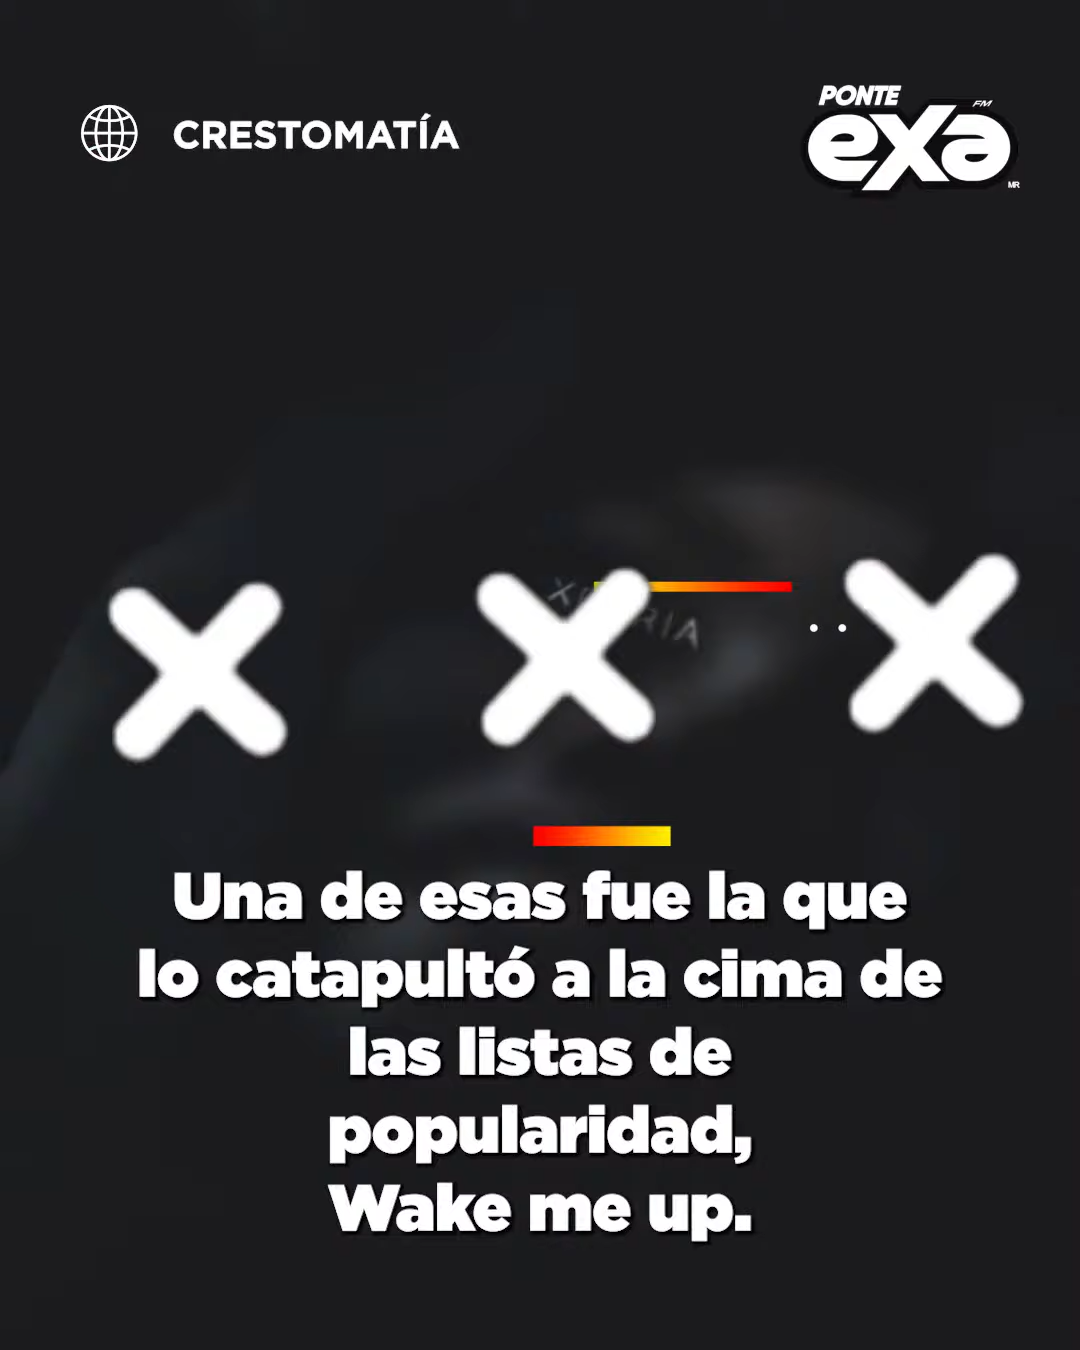 CRESTOMATÍA
PONTE
exa
FM
MR
Una de esas fue la que
lo catapultó a la cima de
las listas de
popularidad,
Wake me up.